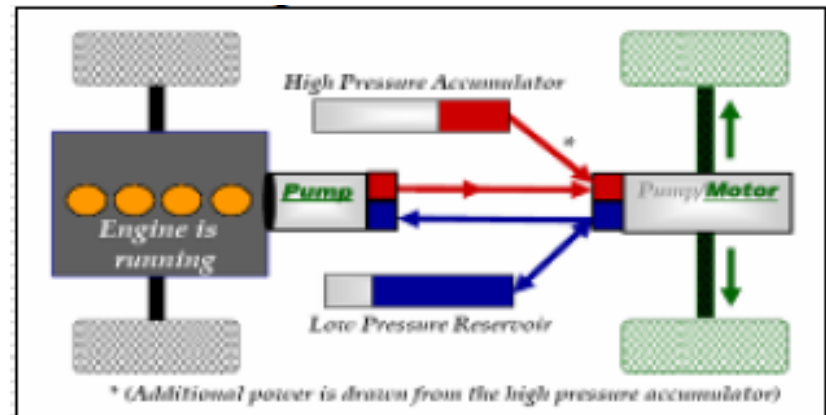 High Pressure Accumulator
*
Pump
Pump/Motor
Engine is
running
Low Pressure Reservoir
* (Additional power is drawn from the high pressure accumulator)